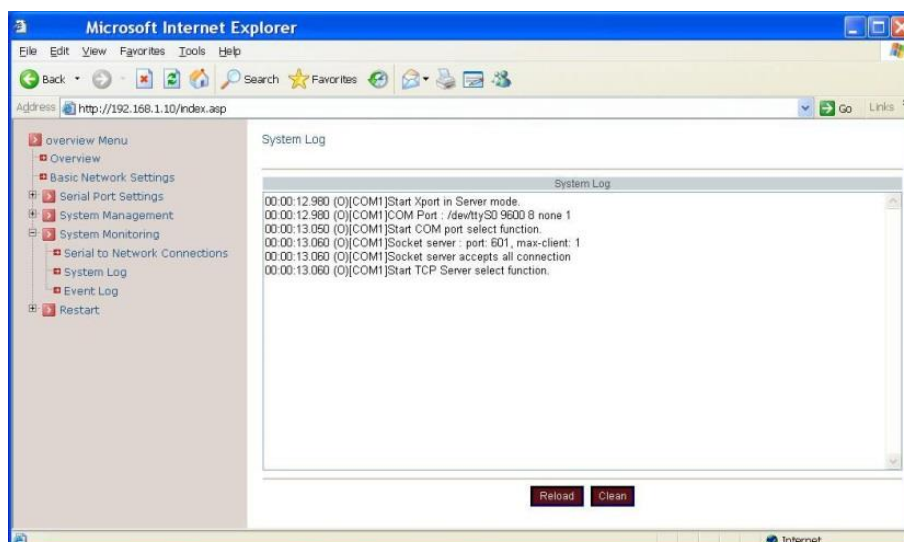 Microsoft Internet Explorer
File Edit View Favorites Tools Help
Back Search Favorites
Address http://192.168.1.10/index.asp Go Links
overview Menu
Overview
Basic Network Settings
Serial Port Settings
System Management
System Monitoring
Serial to Network Connections
System Log
Event Log
Restart
System Log
System Log
00:00:12.980 (O)[COM1]Start Xport in Server mode.
00:00:12.980 (O)[COM1]COM Port : /dev/ttyS0 9600 8 none 1
00:00:13.050 (O)[COM1]Start COM port select function.
00:00:13.060 (O)[COM1]Socket server : port: 601, max-client: 1
00:00:13.060 (O)[COM1]Socket server accepts all connection
00:00:13.060 (O)[COM1]Start TCP Server select function.
Reload Clean
Internet